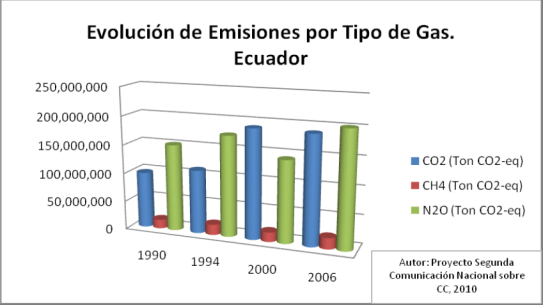 Evolución de Emisiones por Tipo de Gas.
Ecuador
250,000,000
200,000,000
150,000,000
100,000,000
50,000,000
0
1990
1994
2000
2006
CO2 (Ton CO2-eq)
CH4 (Ton CO2-eq)
N2O (Ton CO2-eq)
Autor: Proyecto Segunda
Comunicación Nacional sobre
CC, 2010